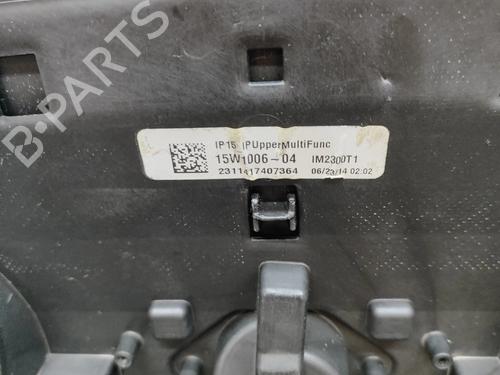 B-PARTS
IP15 IPUpperMultiFunc
15W1006-04 IM2300T1
2311417407364 06/23/14 02:02